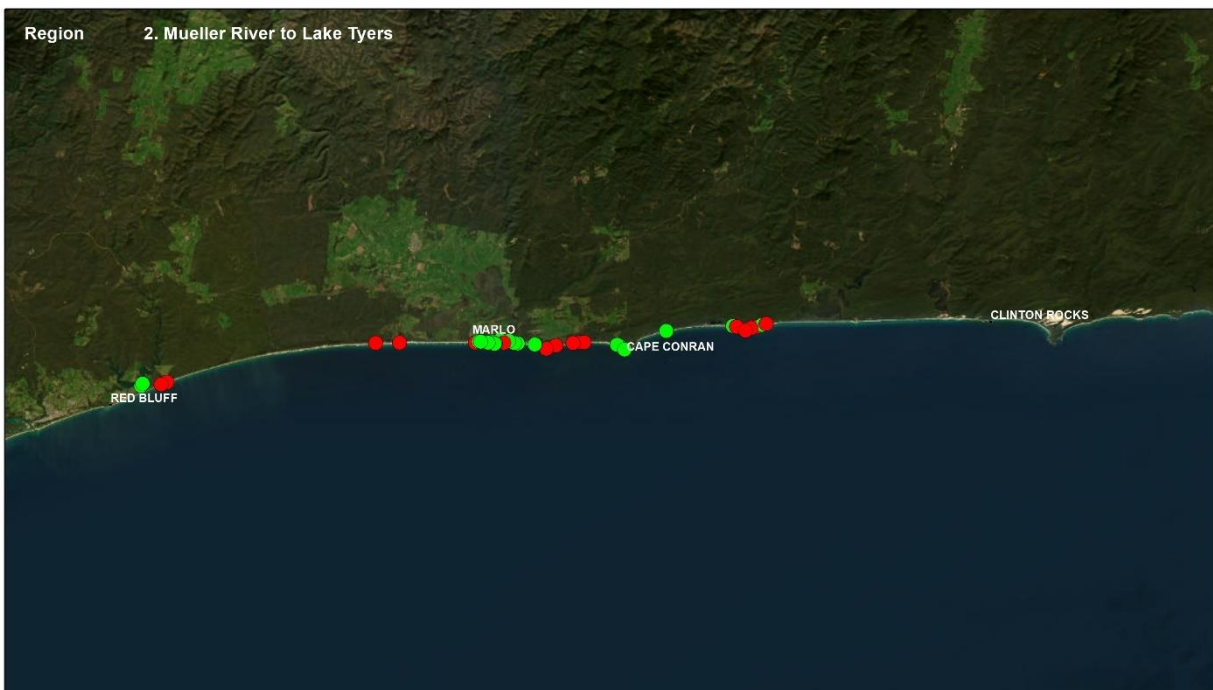 Region 2. Mueller River to Lake Tyers
CLINTON ROCKS
MARLO
CAPE CONRAN
RED BLUFF